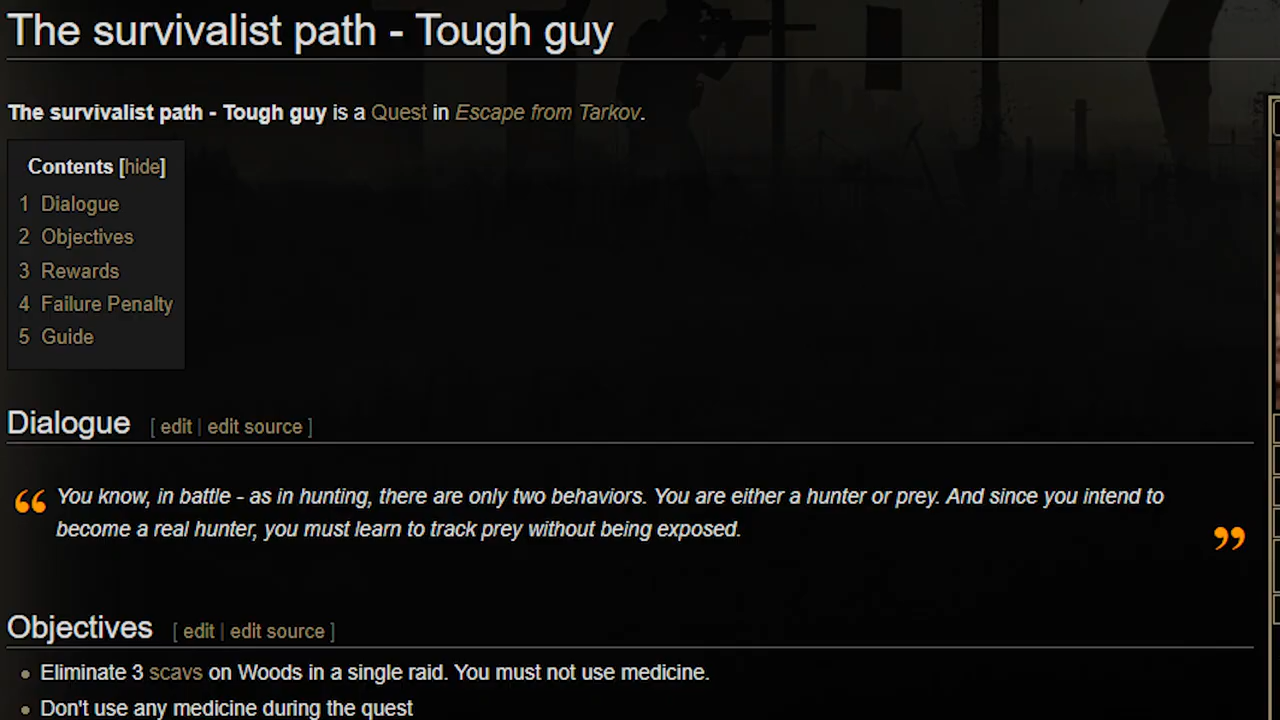 The survivalist path - Tough guy
The survivalist path - Tough guy is a Quest in Escape from Tarkov.
Contents [hide]
1 Dialogue
2 Objectives
3 Rewards
4 Failure Penalty
5 Guide
Dialogue [ edit | edit source ]
“ You know, in battle - as in hunting, there are only two behaviors. You are either a hunter or prey. And since you intend to
become a real hunter, you must learn to track prey without being exposed. ”
Objectives [ edit | edit source ]
• Eliminate 3 scavs on Woods in a single raid. You must not use medicine.
• Don't use any medicine during the quest